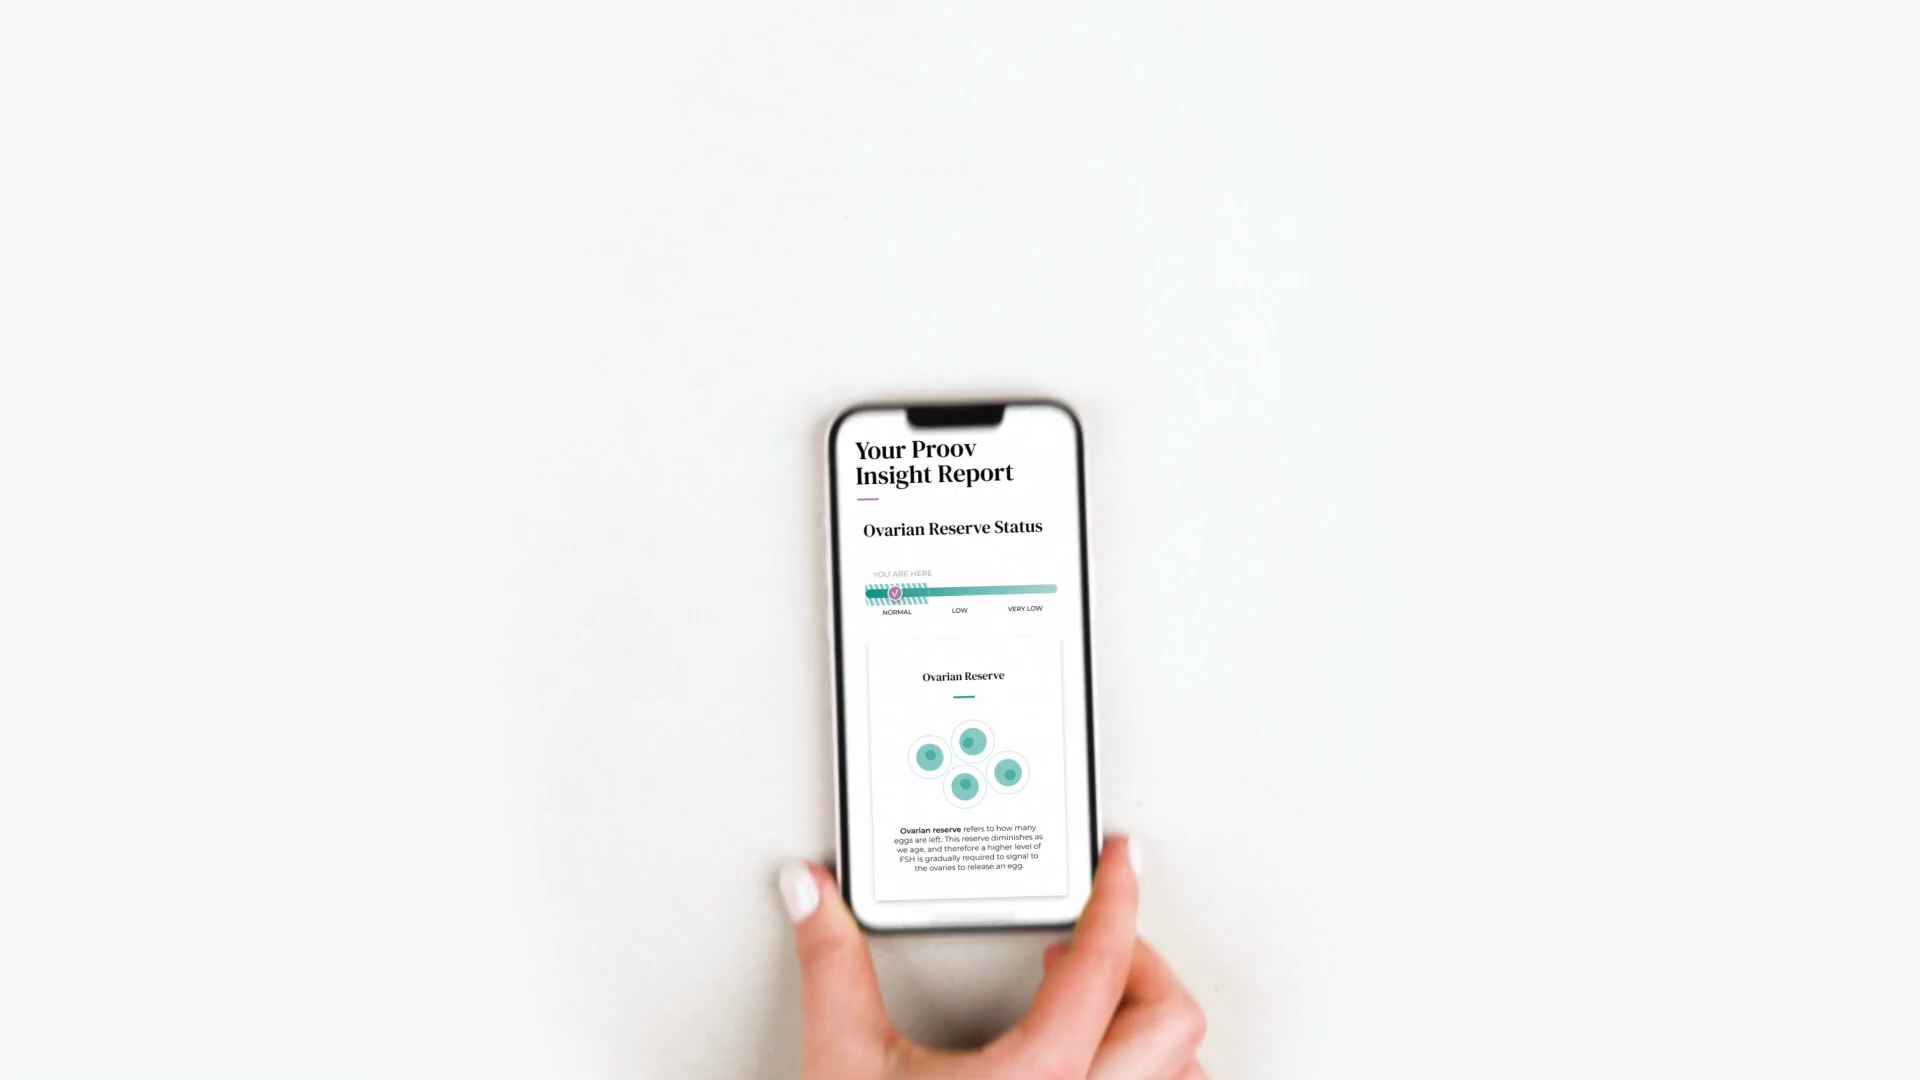 Your Proov
Insight Report
Ovarian Reserve Status
YOU ARE HERE
NORMAL
LOW
VERY LOW
Ovarian Reserve
Ovarian reserve refers to how many
eggs are left. This reserve diminishes as
we age, and therefore a higher level of
FSH is gradually required to signal to
the ovaries to release an egg.